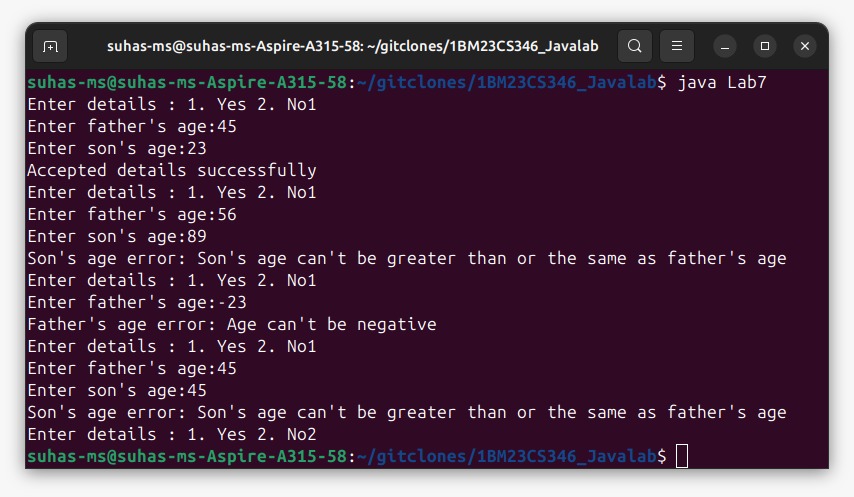 suhas-ms@suhas-ms-Aspire-A315-58: ~/gitclones/1BM23CS346_Javalab
suhas-ms@suhas-ms-Aspire-A315-58:~/gitclones/1BM23CS346_Javalab$ java Lab7
Enter details : 1. Yes 2. No1
Enter father's age:45
Enter son's age:23
Accepted details successfully
Enter details : 1. Yes 2. No1
Enter father's age:56
Enter son's age:89
Son's age error: Son's age can't be greater than or the same as father's age
Enter details : 1. Yes 2. No1
Enter father's age:-23
Father's age error: Age can't be negative
Enter details : 1. Yes 2. No1
Enter father's age:45
Enter son's age:45
Son's age error: Son's age can't be greater than or the same as father's age
Enter details : 1. Yes 2. No2
suhas-ms@suhas-ms-Aspire-A315-58:~/gitclones/1BM23CS346_Javalab$